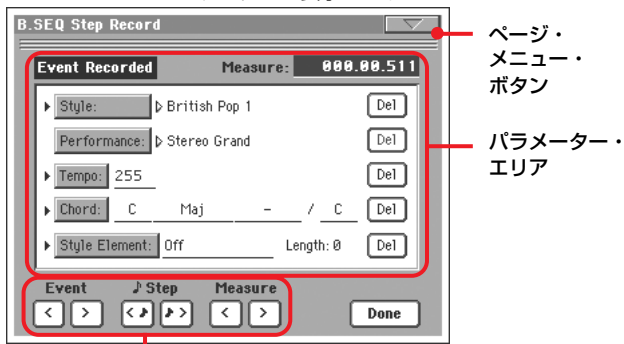 B.SEQ Step Record
ページ・
メニュー・
ボタン
Event Recorded Measure: 000.00.511
Style: British Pop 1 Del
Performance: Stereo Grand Del
パラメーター・
エリア
Tempo: 255 Del
Chord: C Maj - / C Del
Style Element: Off Length: 0 Del
Event ♪ Step Measure
< > < ♪ ♪ > < > Done